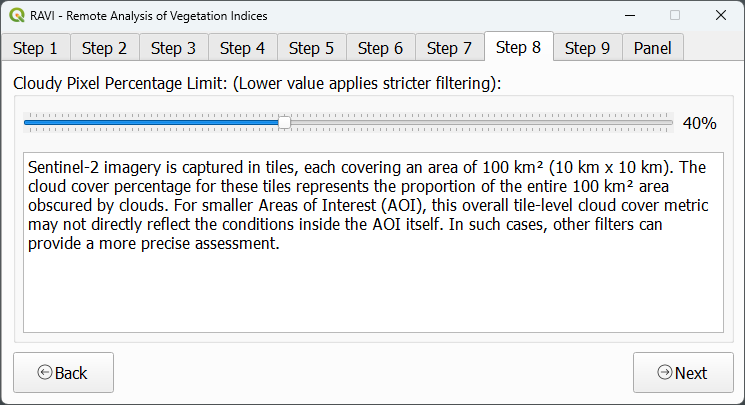 RAVI - Remote Analysis of Vegetation Indices
Step 1 Step 2 Step 3 Step 4 Step 5 Step 6 Step 7 Step 8 Step 9 Panel
Cloudy Pixel Percentage Limit: (Lower value applies stricter filtering):
40%
Sentinel-2 imagery is captured in tiles, each covering an area of 100 km² (10 km x 10 km). The
cloud cover percentage for these tiles represents the proportion of the entire 100 km² area
obscured by clouds. For smaller Areas of Interest (AOI), this overall tile-level cloud cover metric
may not directly reflect the conditions inside the AOI itself. In such cases, other filters can
provide a more precise assessment.
Back Next